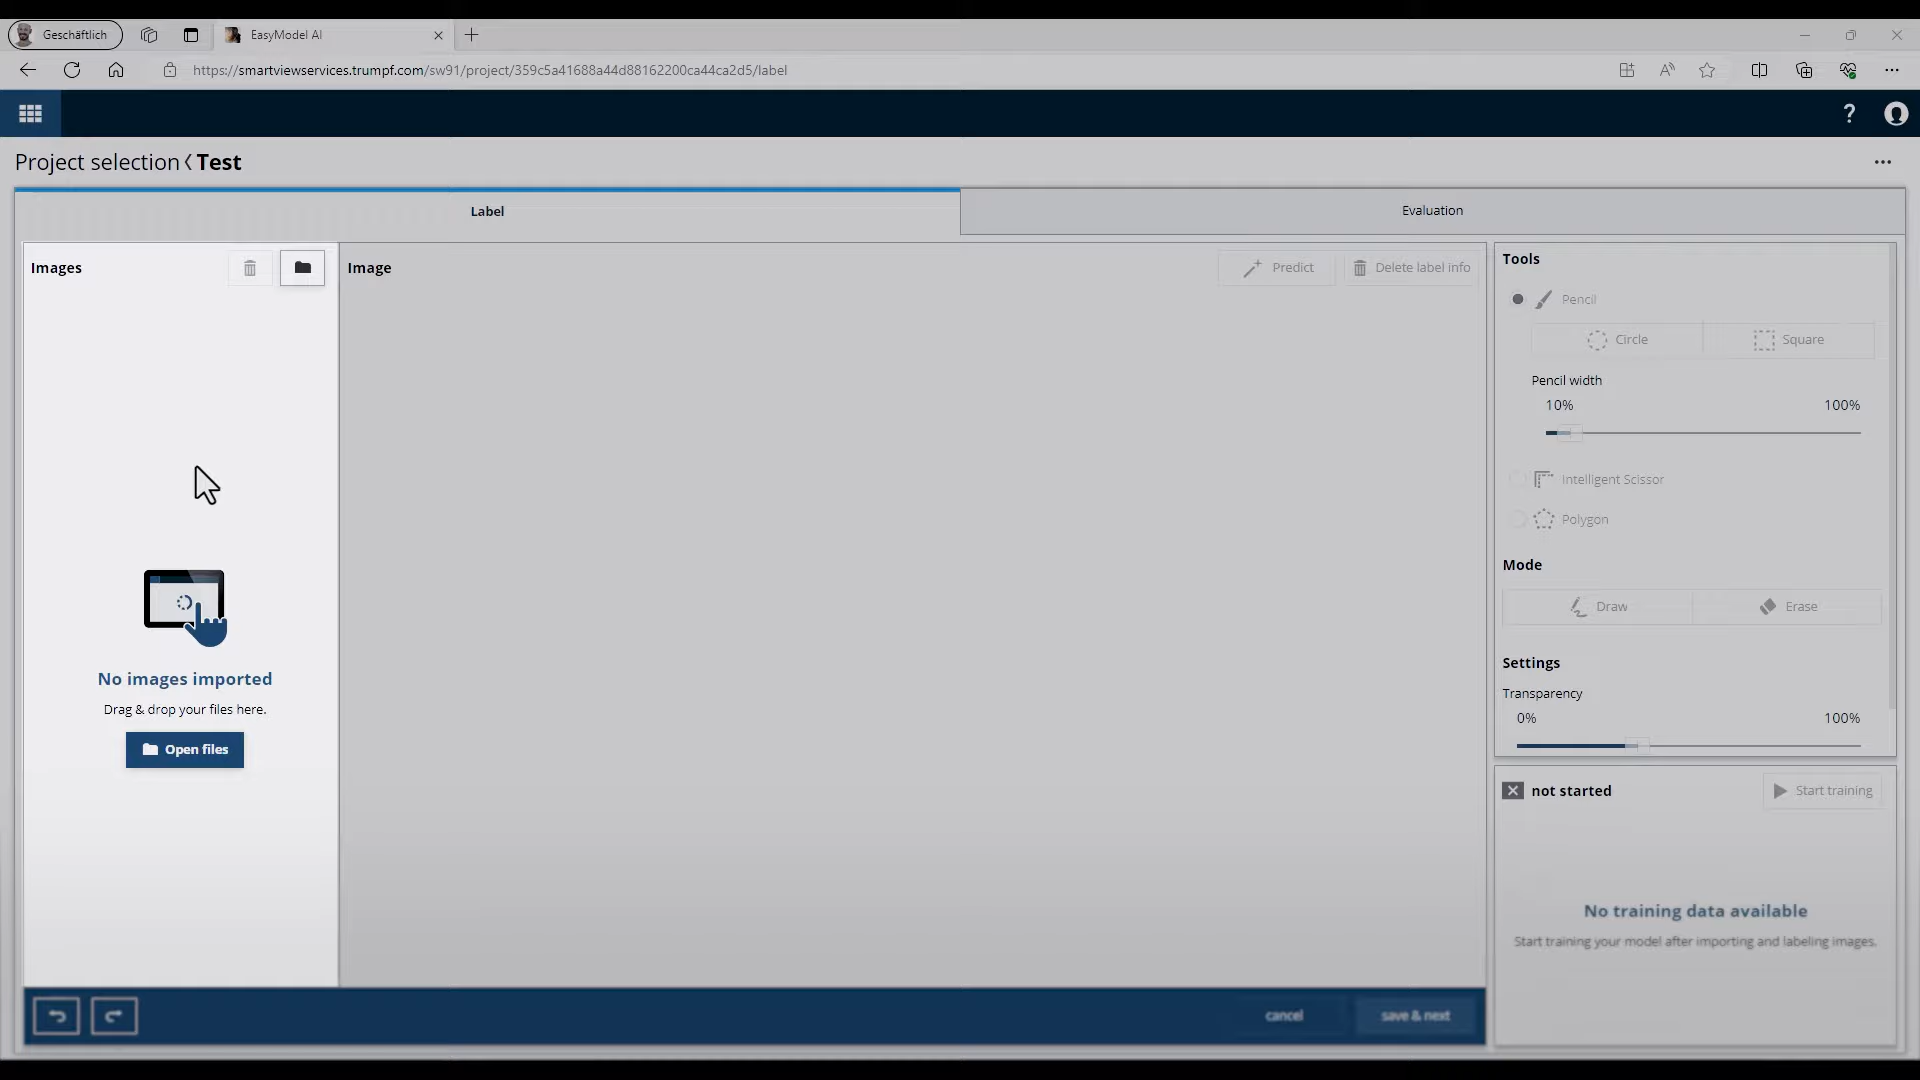 Geschäftlich
EasyModel AI
https://smartviewservices.trumpf.com/sw91/project/359c5a41688a44d88162200ca44ca2d5/label
?
Project selection ‹ Test
Label
Evaluation
Images
Image
Predict
Delete label info
Tools
Pencil
Circle
Square
Pencil width
10%
100%
Intelligent Scissor
Polygon
Mode
Draw
Erase
Settings
Transparency
0%
100%
No images imported
Drag & drop your files here.
Open files
not started
Start training
No training data available
Start training your model after importing and labeling images.
cancel
save & next